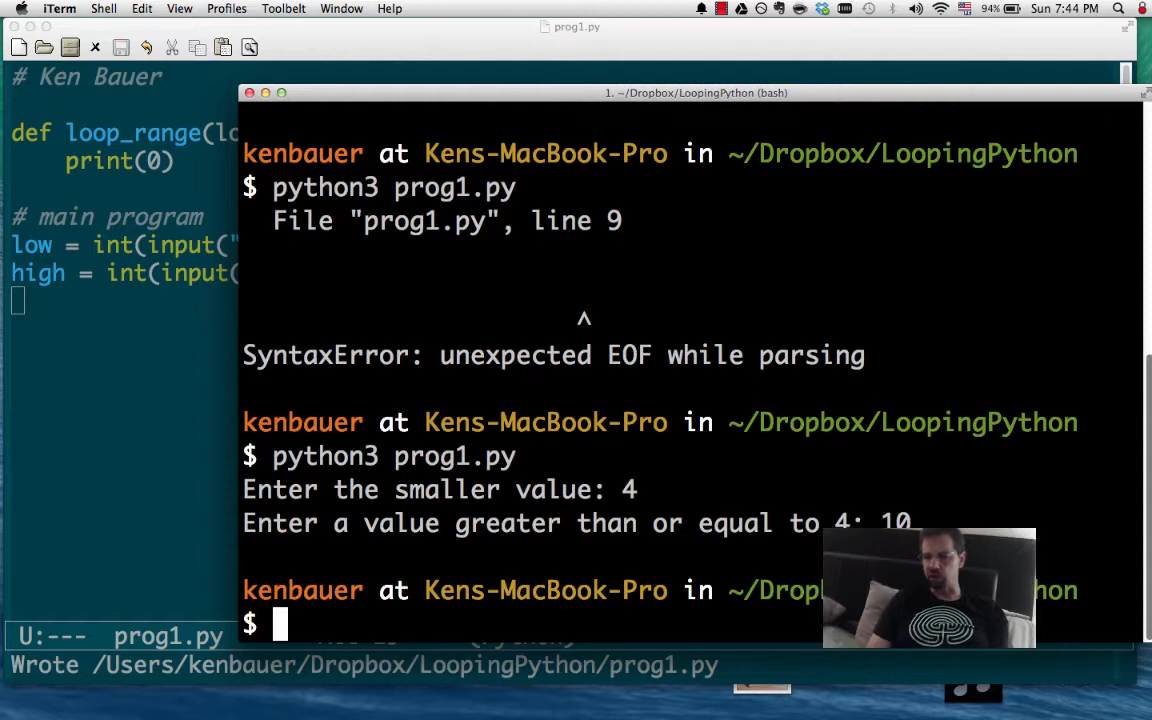 iTerm Shell Edit View Profiles Toolbelt Window Help 94% Sun 7:44 PM
prog1.py
# Ken Bauer
1. ~/Dropbox/LoopingPython (bash)
def loop_range(lo
print(0)
# main program
low = int(input("
high = int(input(
kenbauer at Kens-MacBook-Pro in ~/Dropbox/LoopingPython
$ python3 prog1.py
File "prog1.py", line 9
^
SyntaxError: unexpected EOF while parsing
kenbauer at Kens-MacBook-Pro in ~/Dropbox/LoopingPython
$ python3 prog1.py
Enter the smaller value: 4
Enter a value greater than or equal to 4: 10
kenbauer at Kens-MacBook-Pro in ~/Drop hon
$
U:--- prog1.py
Wrote /Users/kenbauer/Dropbox/LoopingPython/prog1.py